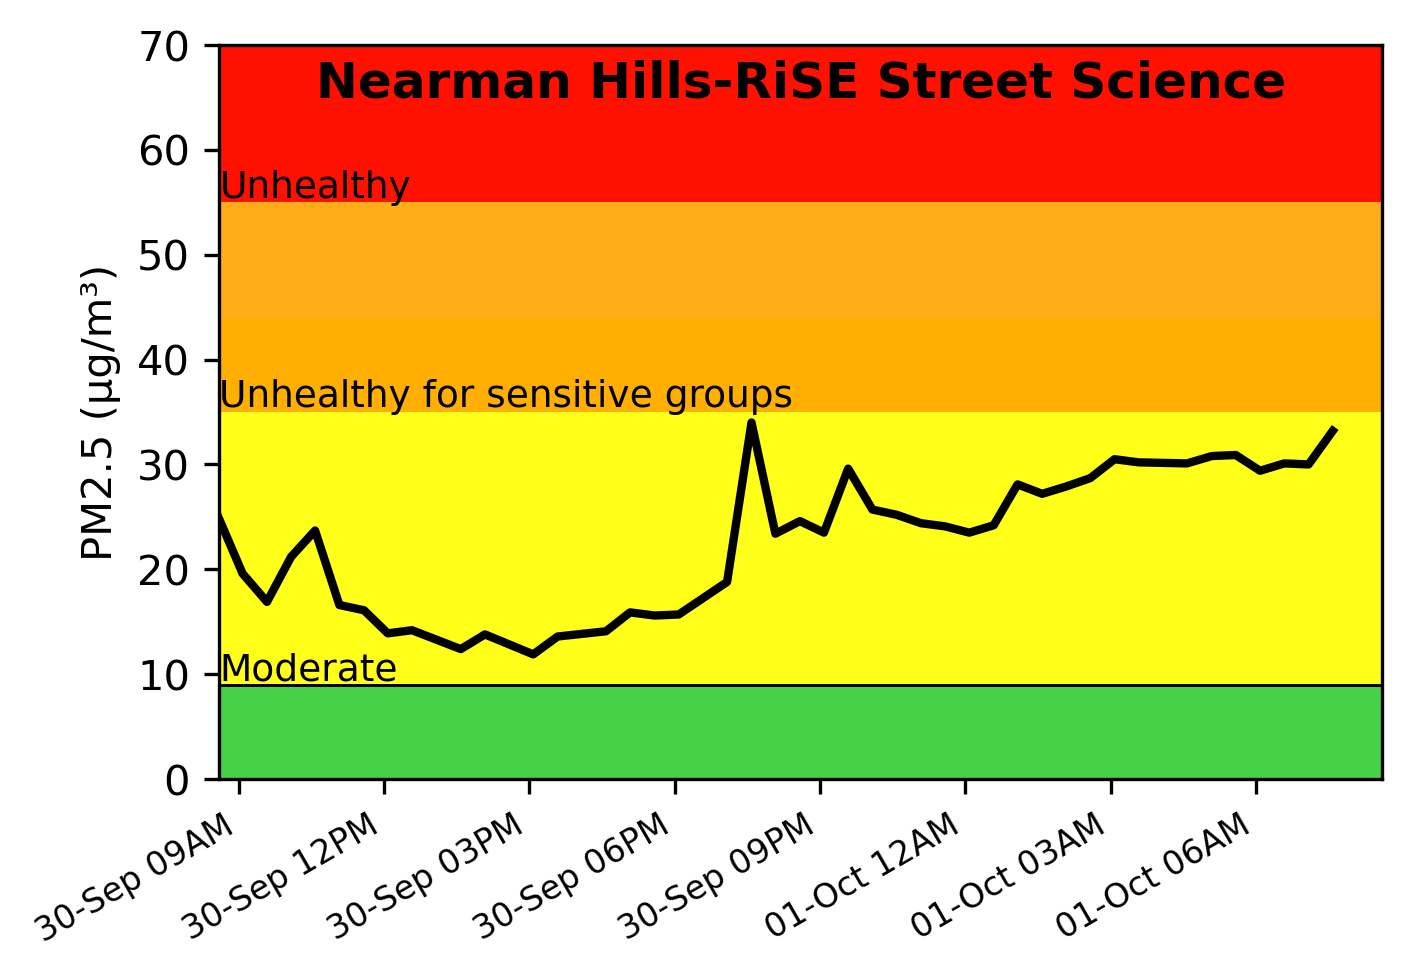 Nearman Hills-RiSE Street Science
70
60
50
40
30
20
10
0
PM2.5 (µg/m³)
Unhealthy
Unhealthy for sensitive groups
Moderate
30-Sep 09AM
30-Sep 12PM
30-Sep 03PM
30-Sep 06PM
30-Sep 09PM
01-Oct 12AM
01-Oct 03AM
01-Oct 06AM